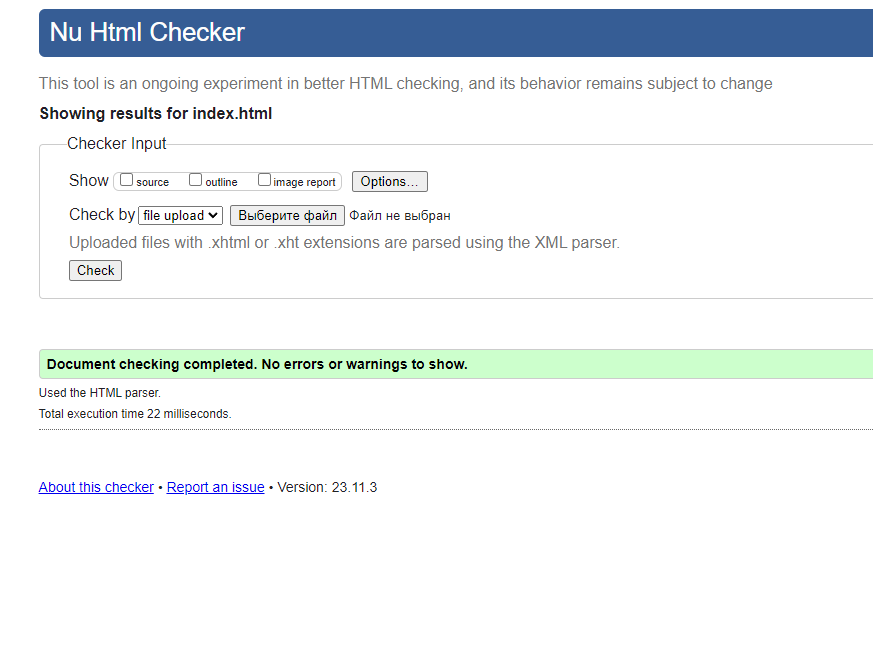 Nu Html Checker
This tool is an ongoing experiment in better HTML checking, and its behavior remains subject to change
Showing results for index.html
Checker Input
Show source outline image report Options...
Check by file upload Выберите файл Файл не выбран
Uploaded files with .xhtml or .xht extensions are parsed using the XML parser.
Check
Document checking completed. No errors or warnings to show.
Used the HTML parser.
Total execution time 22 milliseconds.
About this checker • Report an issue • Version: 23.11.3